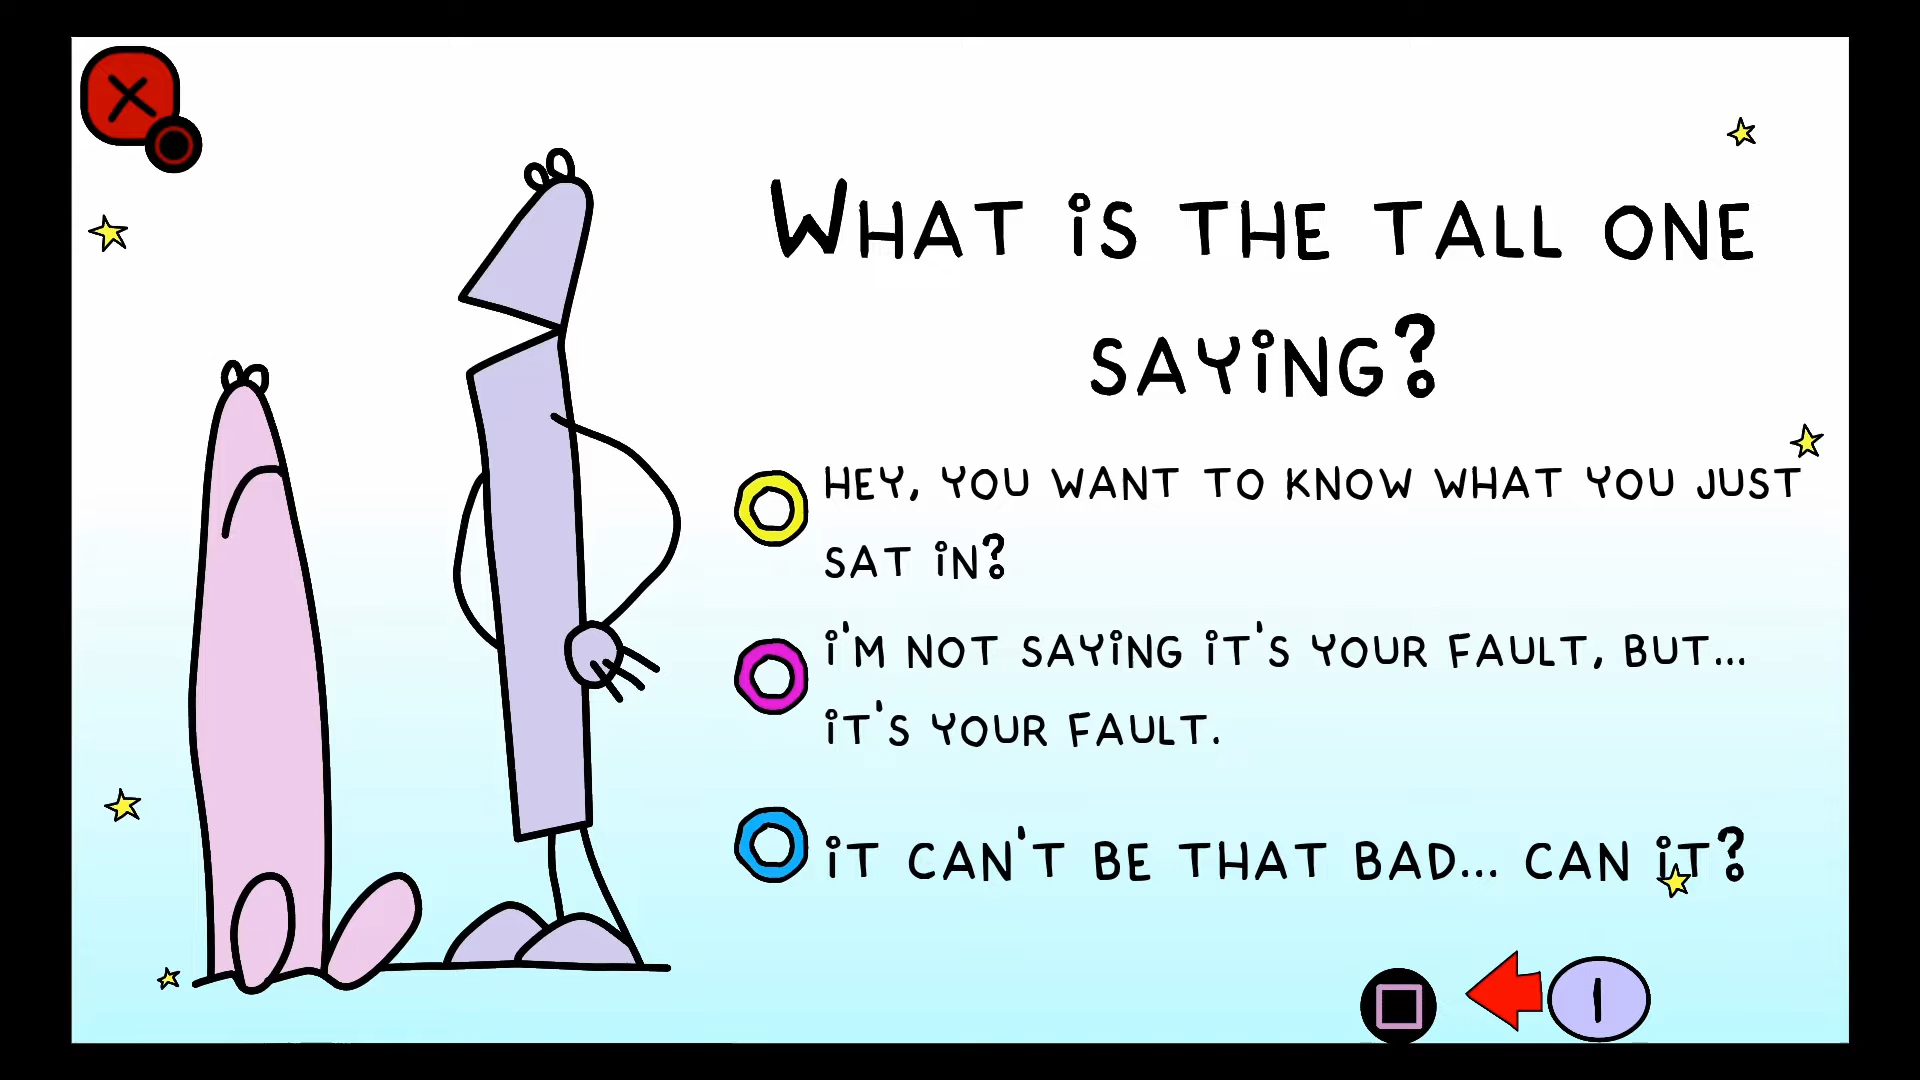 WHAT iS THE TALL ONE
SAYiNG?
HEY, YOU WANT TO KNOW WHAT YOU JUST
SAT iN?
i'M NOT SAYiNG iT'S YOUR FAULT, BUT...
iT'S YOUR FAULT.
iT CAN'T BE THAT BAD... CAN iT?
1